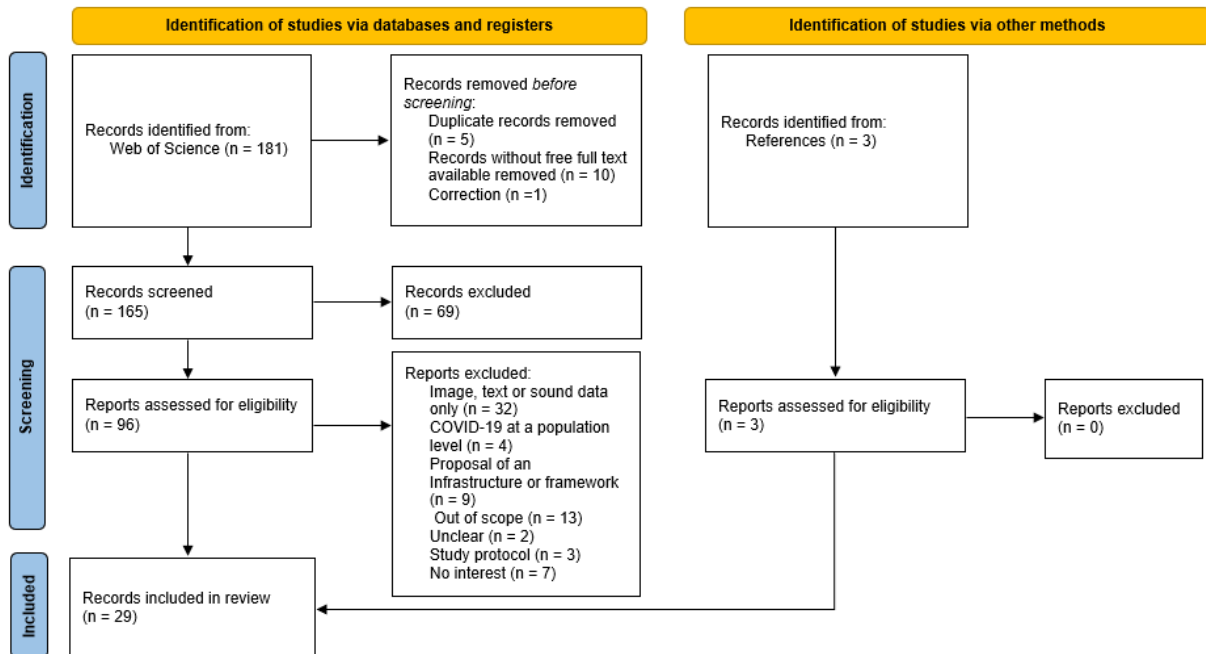 Identification of studies via databases and registers
Identification of studies via other methods
Identification
Records identified from:
Web of Science (n = 181)
Records removed before
screening:
Duplicate records removed
(n = 5)
Records without free full text
available removed (n = 10)
Correction (n =1)
Records identified from:
References (n = 3)
Screening
Records screened
(n = 165)
Records excluded
(n = 69)
Reports assessed for eligibility
(n = 96)
Reports excluded:
Image, text or sound data
only (n = 32)
COVID-19 at a population
level (n = 4)
Proposal of an
Infrastructure or framework
(n = 9)
Out of scope (n = 13)
Unclear (n = 2)
Study protocol (n = 3)
No interest (n = 7)
Reports assessed for eligibility
(n = 3)
Reports excluded
(n = 0)
Included
Records included in review
(n = 29)